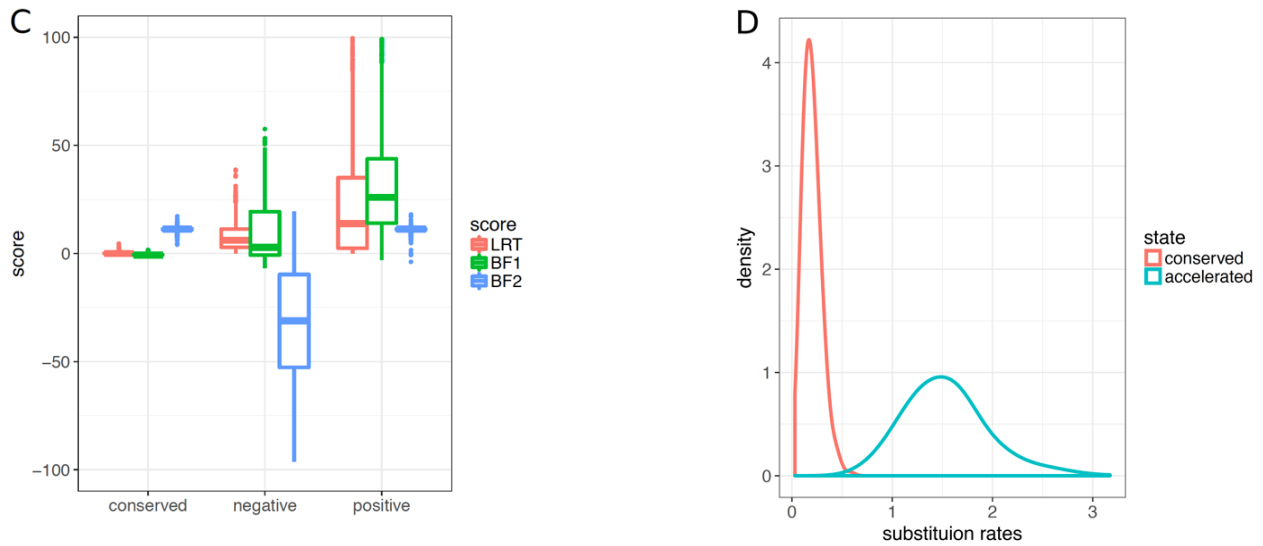 C
100
50
0
−50
−100
score
conserved
negative
positive
score
LRT
BF1
BF2
D
4
3
2
1
0
density
0
1
2
3
substituion rates
state
conserved
accelerated